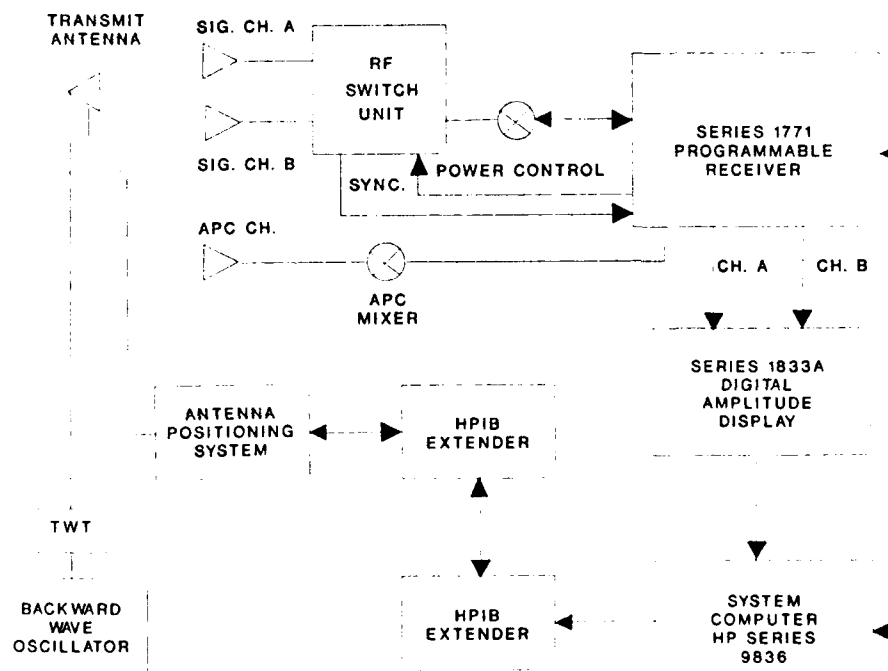 TRANSMIT
ANTENNA
SIG. CH. A
RF
SWITCH
UNIT
SIG. CH. B
SYNC.
POWER CONTROL
SERIES 1771
PROGRAMMABLE
RECEIVER
APC CH.
APC
MIXER
CH. A
CH. B
SERIES 1833A
DIGITAL
AMPLITUDE
DISPLAY
ANTENNA
POSITIONING
SYSTEM
HPIB
EXTENDER
TWT
BACKWARD
WAVE
OSCILLATOR
HPIB
EXTENDER
SYSTEM
COMPUTER
HP SERIES
9836